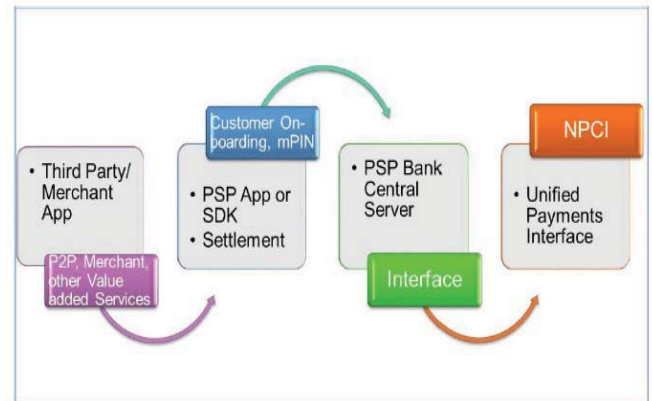 • Third Party/
Merchant
App
P2P, Merchant,
other Value
added Services
Customer On-
boarding, mPIN
• PSP App or
SDK
• Settlement
• PSP Bank
Central
Server
Interface
NPCI
• Unified
Payments
Interface